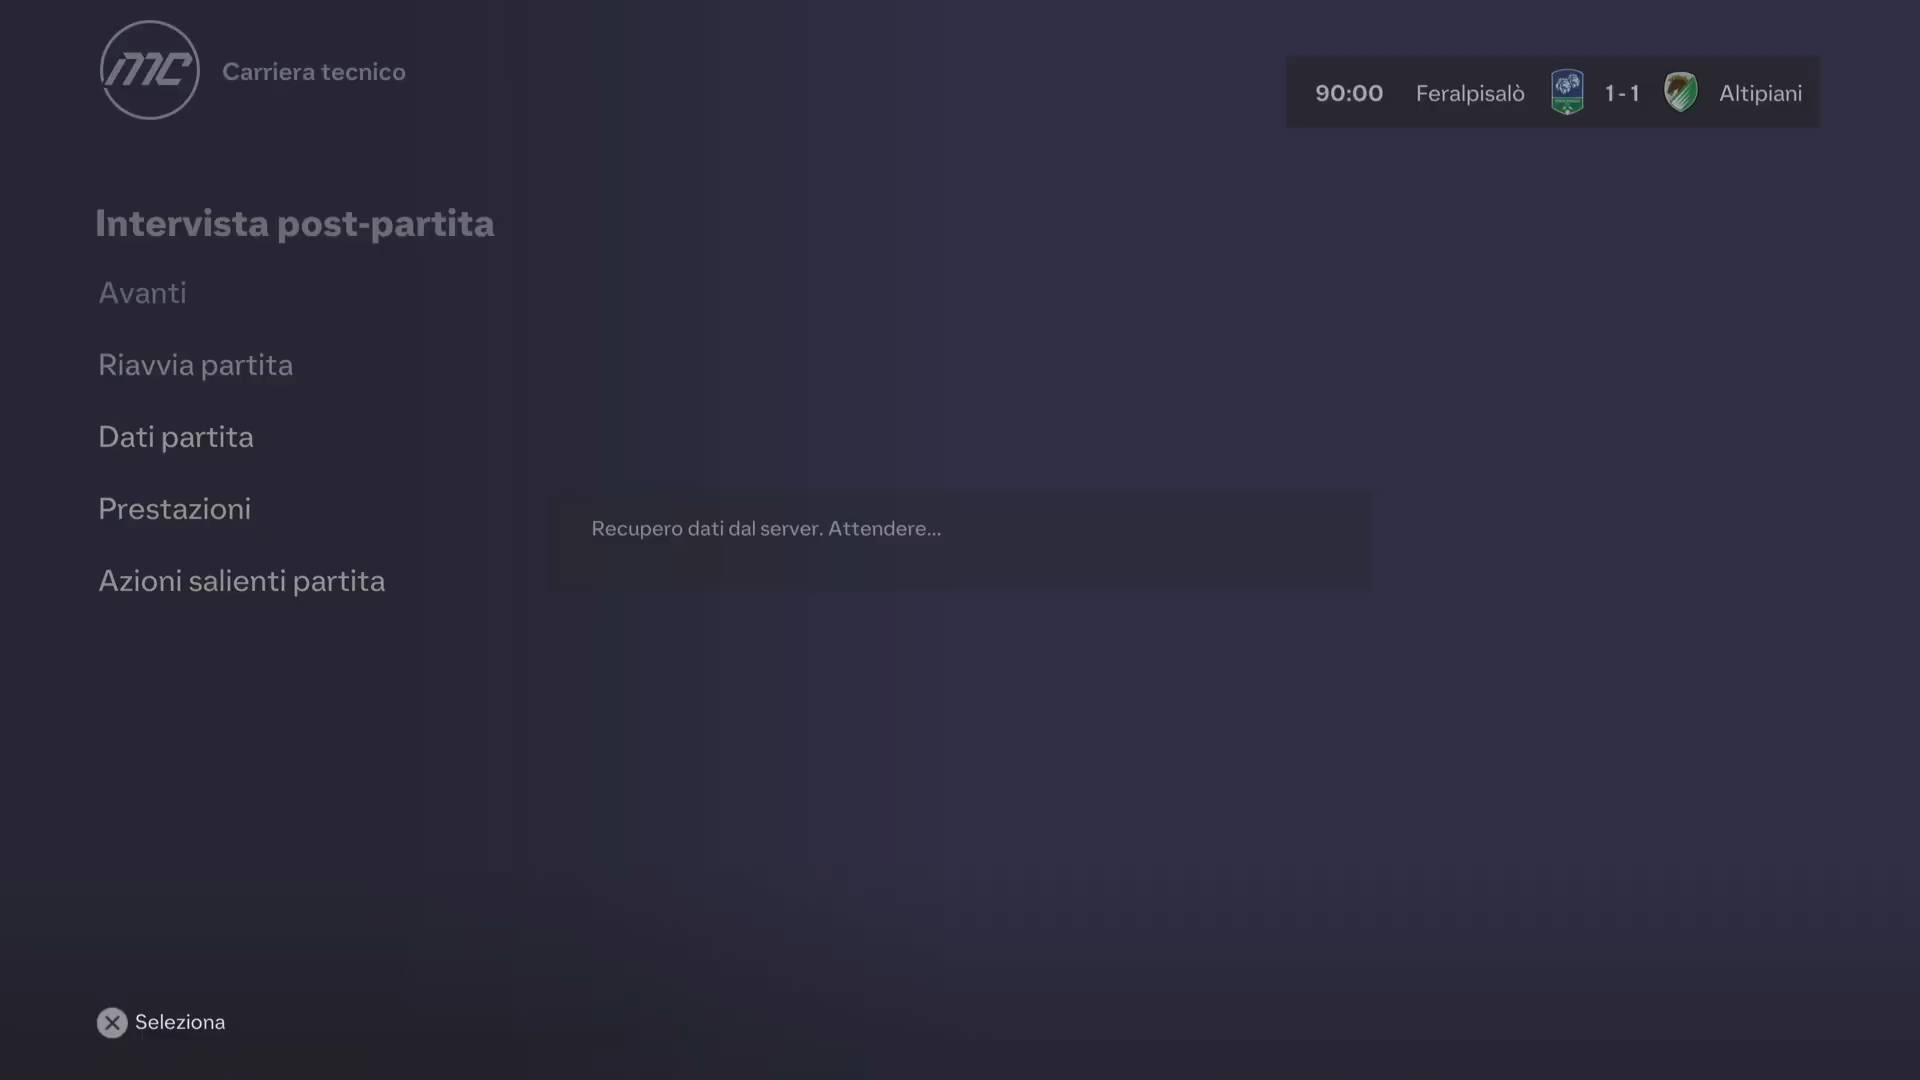 MC Carriera tecnico
90:00 Feralpisalò 1-1 Altipiani
Intervista post-partita
Avanti
Riavvia partita
Dati partita
Prestazioni
Azioni salienti partita
Recupero dati dal server. Attendere...
Seleziona